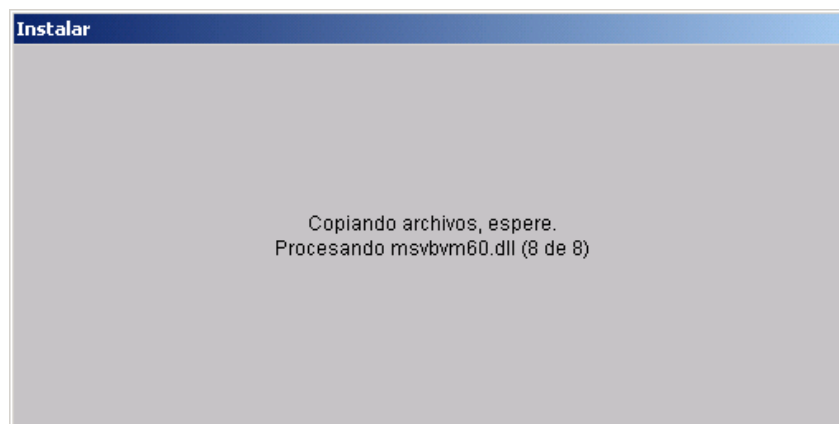 Instalar
Copiando archivos, espere.
Procesando msvbvm60.dll (8 de 8)